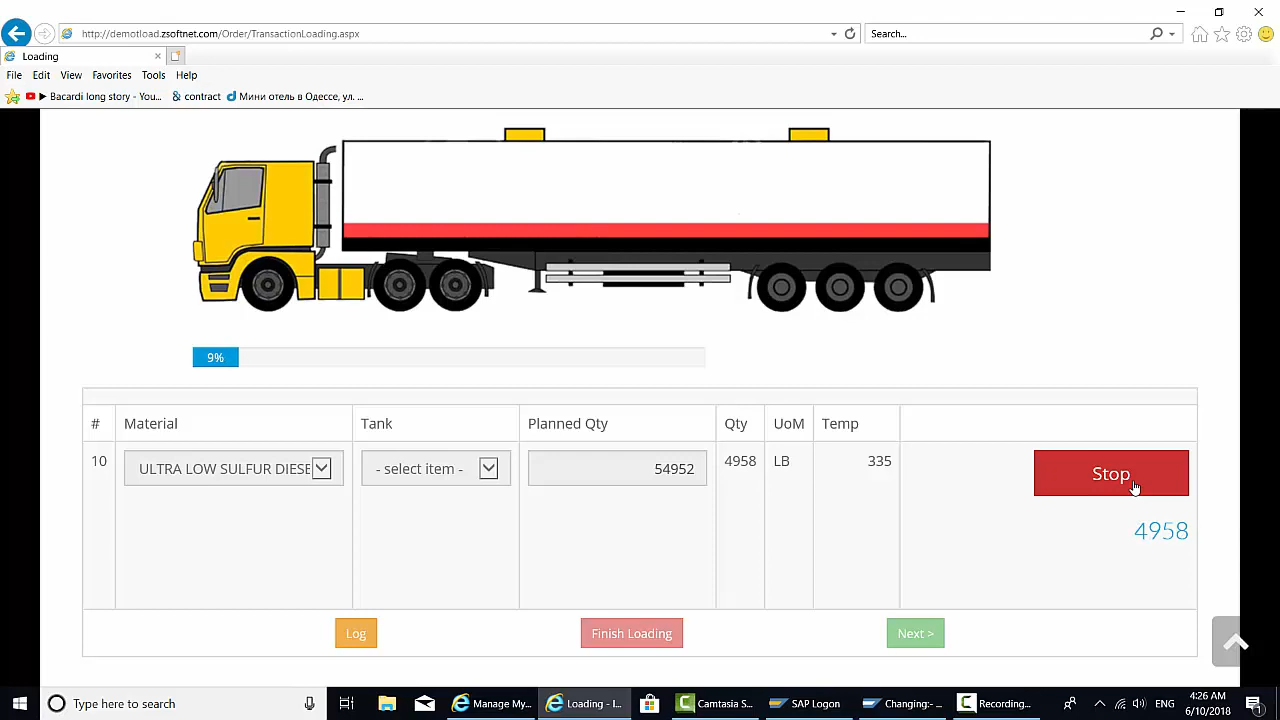 http://demotload.zsoftnet.com/Order/TransactionLoading.aspx
Search...
Loading
File Edit View Favorites Tools Help
Bacardi long story - You...
contract
Мини отель в Одессе, ул. ...
9%
# Material Tank Planned Qty Qty UoM Temp
10 ULTRA LOW SULFUR DIESE - select item - 54952 4958 LB 335
Stop
4958
Log Finish Loading Next >
Type here to search
Manage My...
Loading - I...
Camtasia S...
SAP Logon
Changing:- ...
Recording...
ENG
4:26 AM
6/10/2018
1